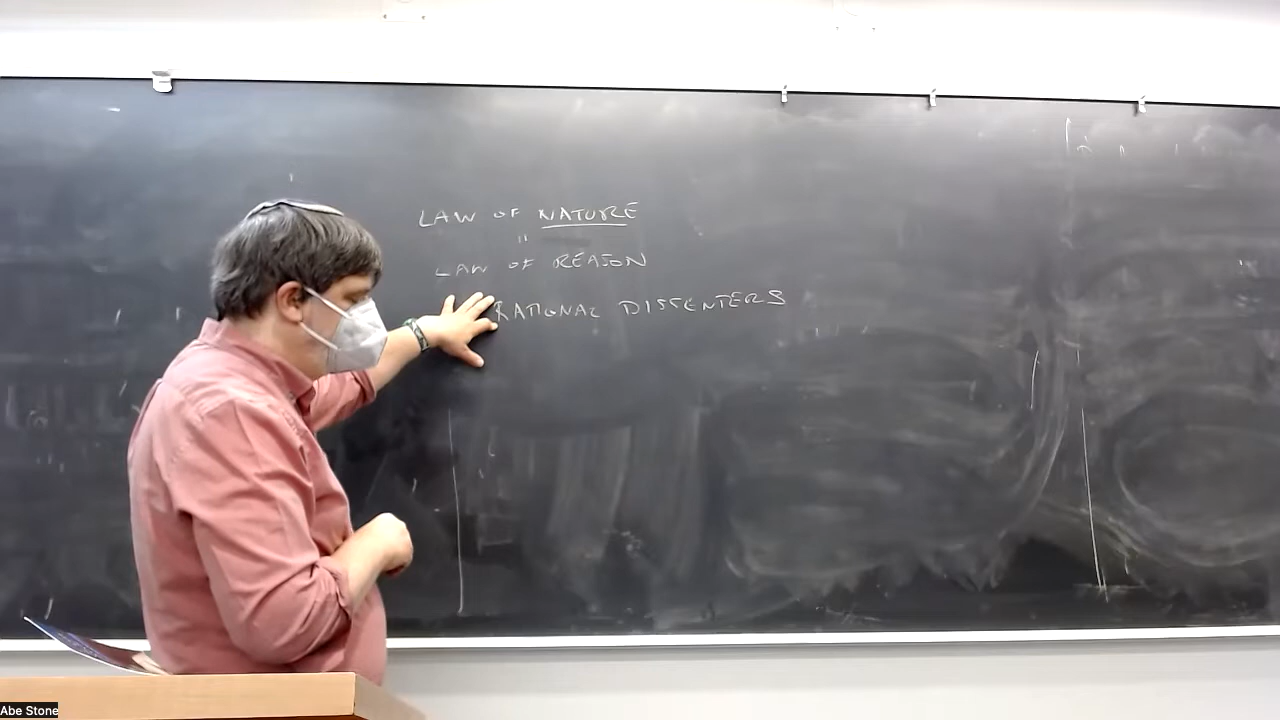 LAW OF NATURE
"
LAW OF REASON
RATIONAL DISSENTERS
Abe Stone